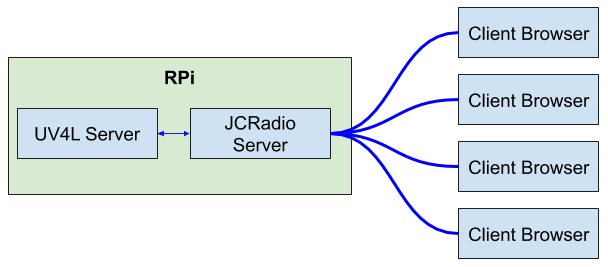 RPi
UV4L Server
JCRadio
Server
Client Browser
Client Browser
Client Browser
Client Browser